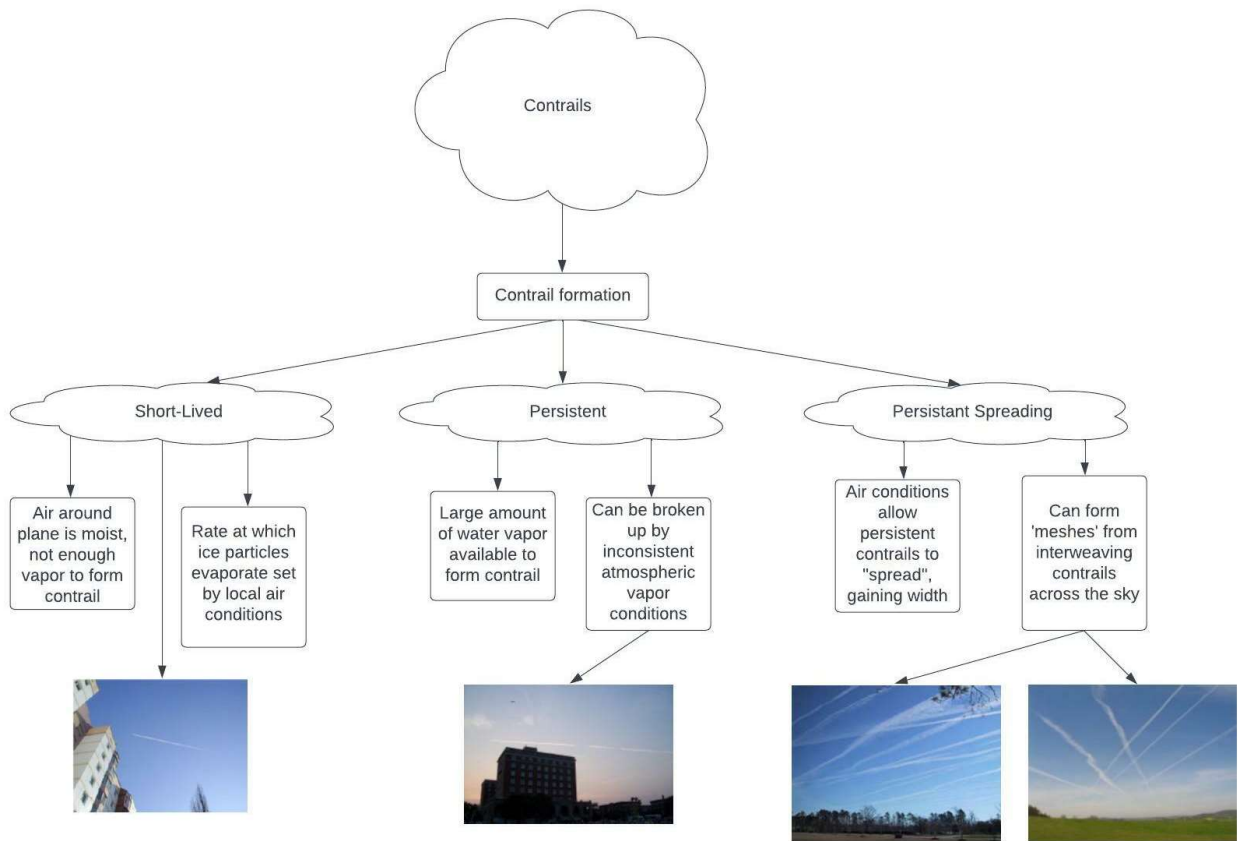 Contrails
Contrail formation
Short-Lived
Persistent
Persistant Spreading
Air around
plane is moist,
not enough
vapor to form
contrail
Rate at which
ice particles
evaporate set
by local air
conditions
Large amount
of water vapor
available to
form contrail
Can be broken
up by
inconsistent
atmospheric
vapor
conditions
Air conditions
allow
persistent
contrails to
"spread",
gaining width
Can form
'meshes' from
interweaving
contrails
across the sky